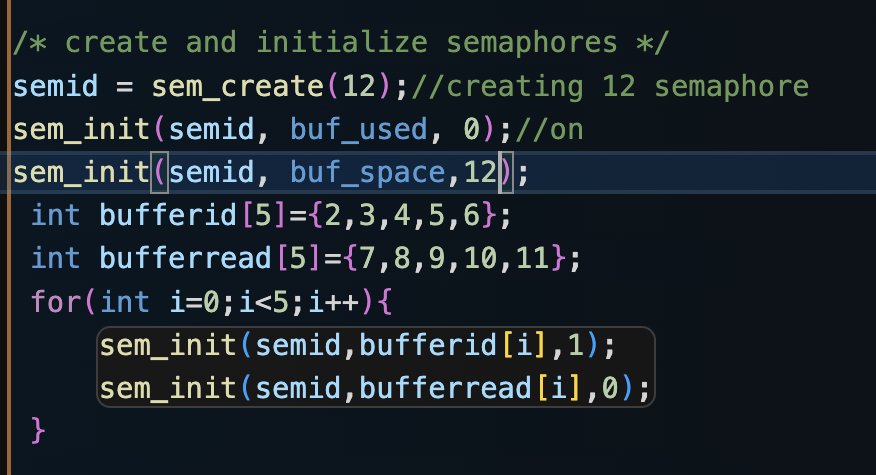 /* create and initialize semaphores */
semid = sem_create(12);//creating 12 semaphore
sem_init(semid, buf_used, 0);//on
sem_init(semid, buf_space,12);
int bufferid[5]={2,3,4,5,6};
int bufferread[5]={7,8,9,10,11};
for(int i=0;i<5;i++){
sem_init(semid,bufferid[i],1);
sem_init(semid,bufferread[i],0);
}